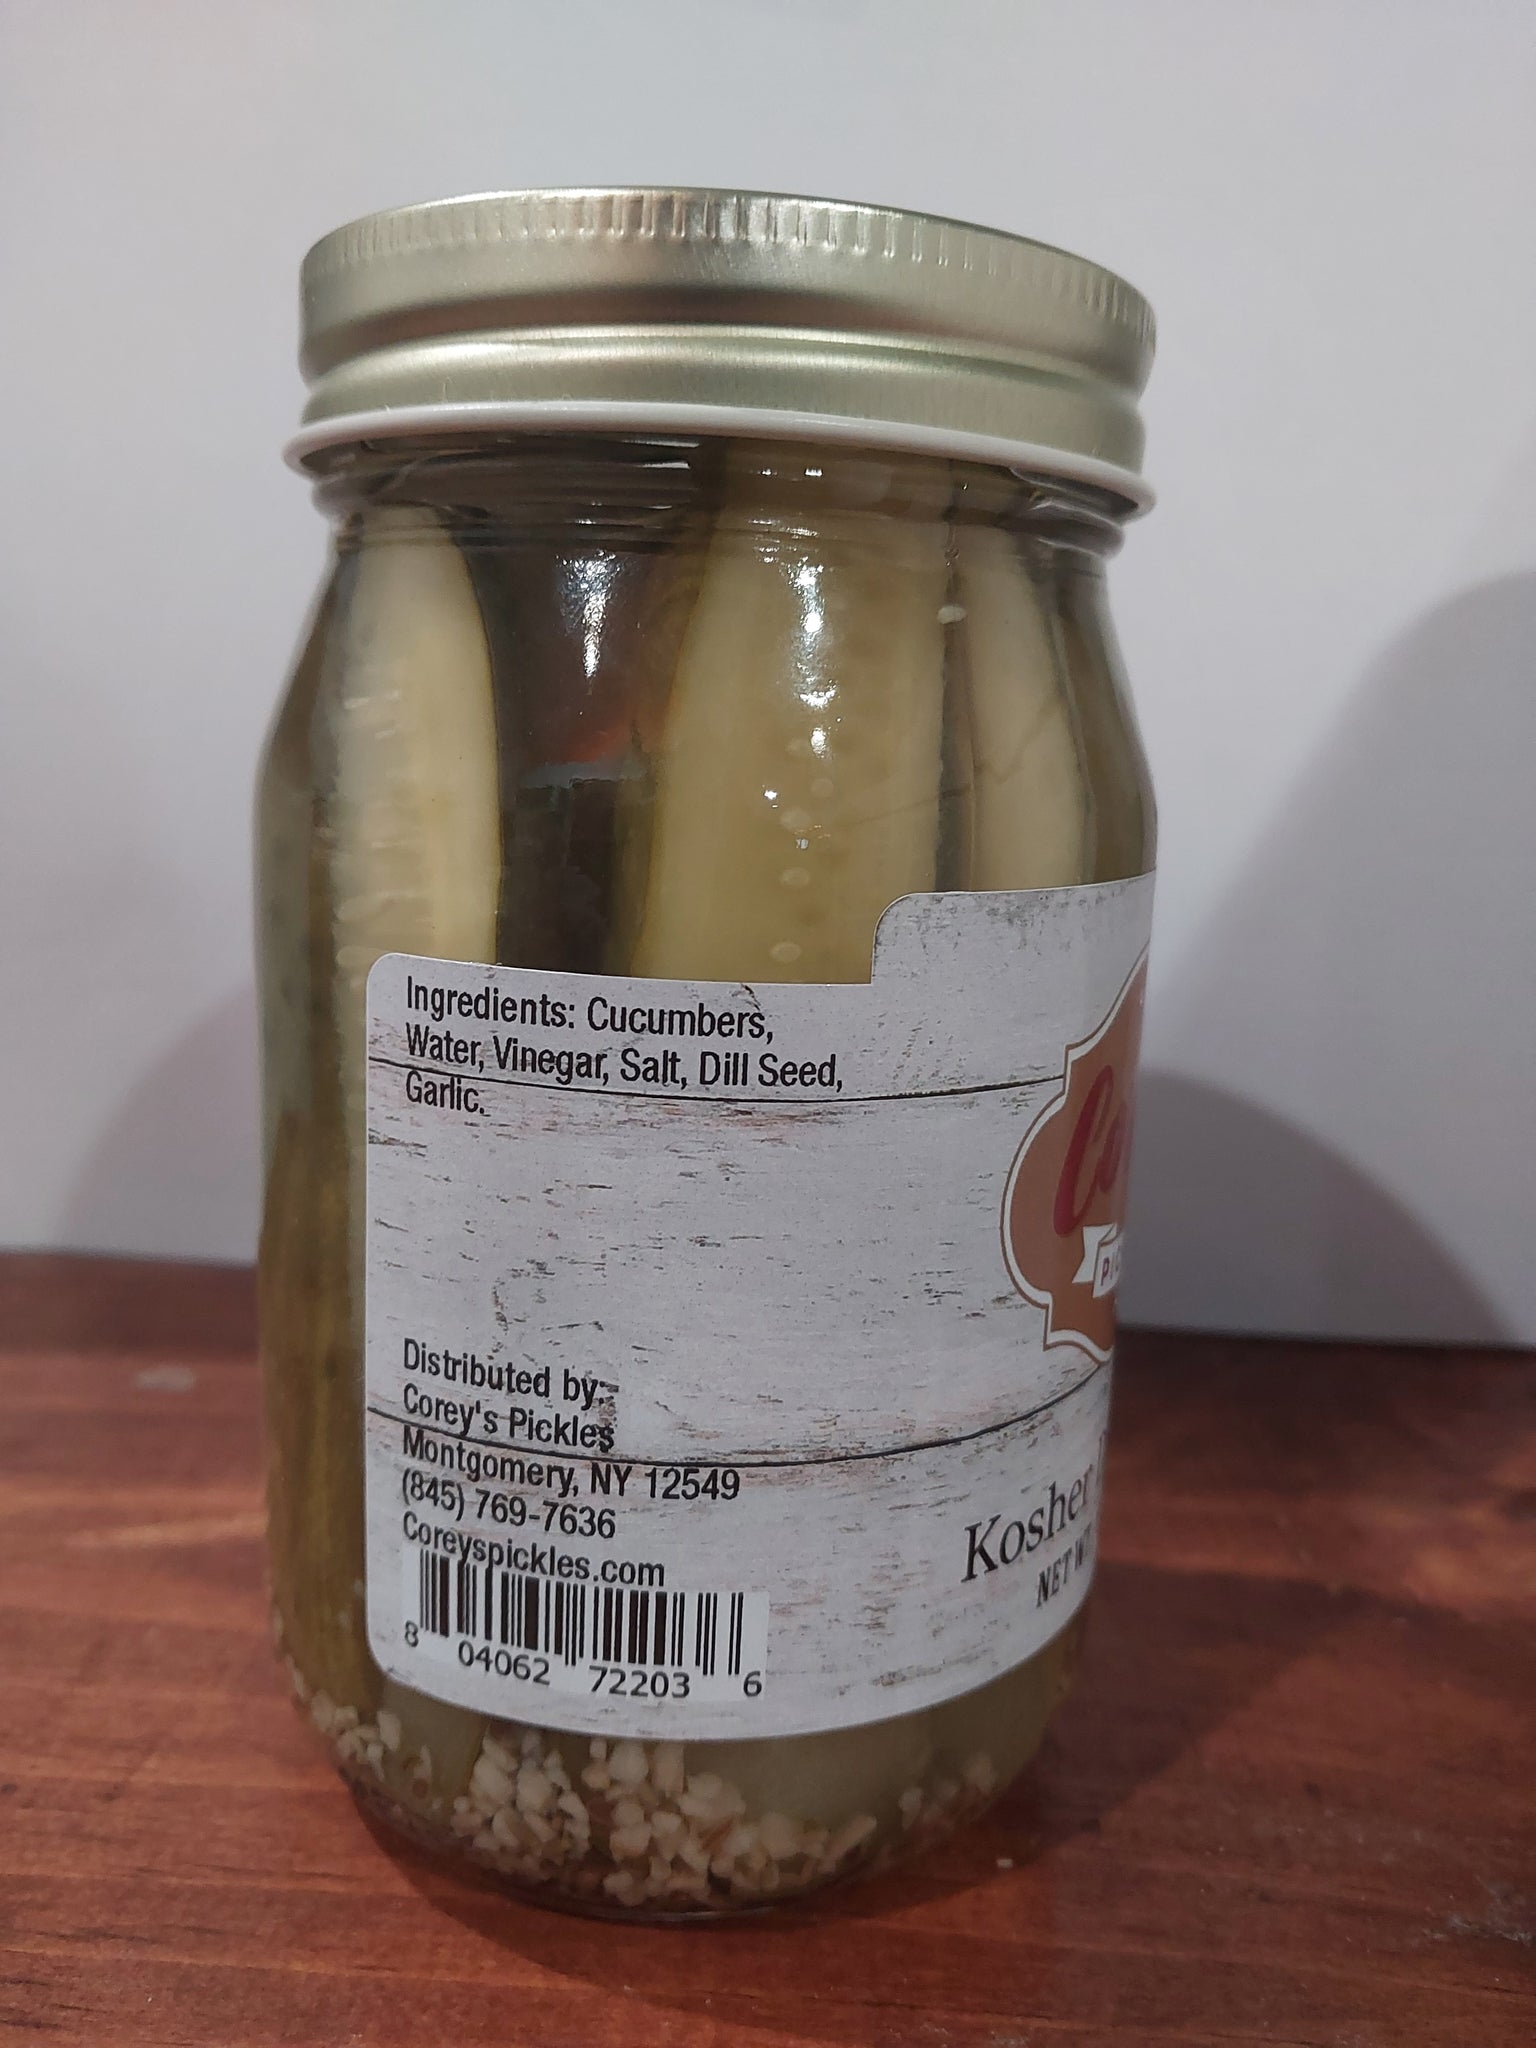 Ingredients: Cucumbers,
Water, Vinegar, Salt, Dill Seed,
Garlic.
Distributed by:
Corey's Pickles
Montgomery, NY 12549
(845) 769-7636
Coreyspickles.com
8 04062 72203 6
Kosher
NET